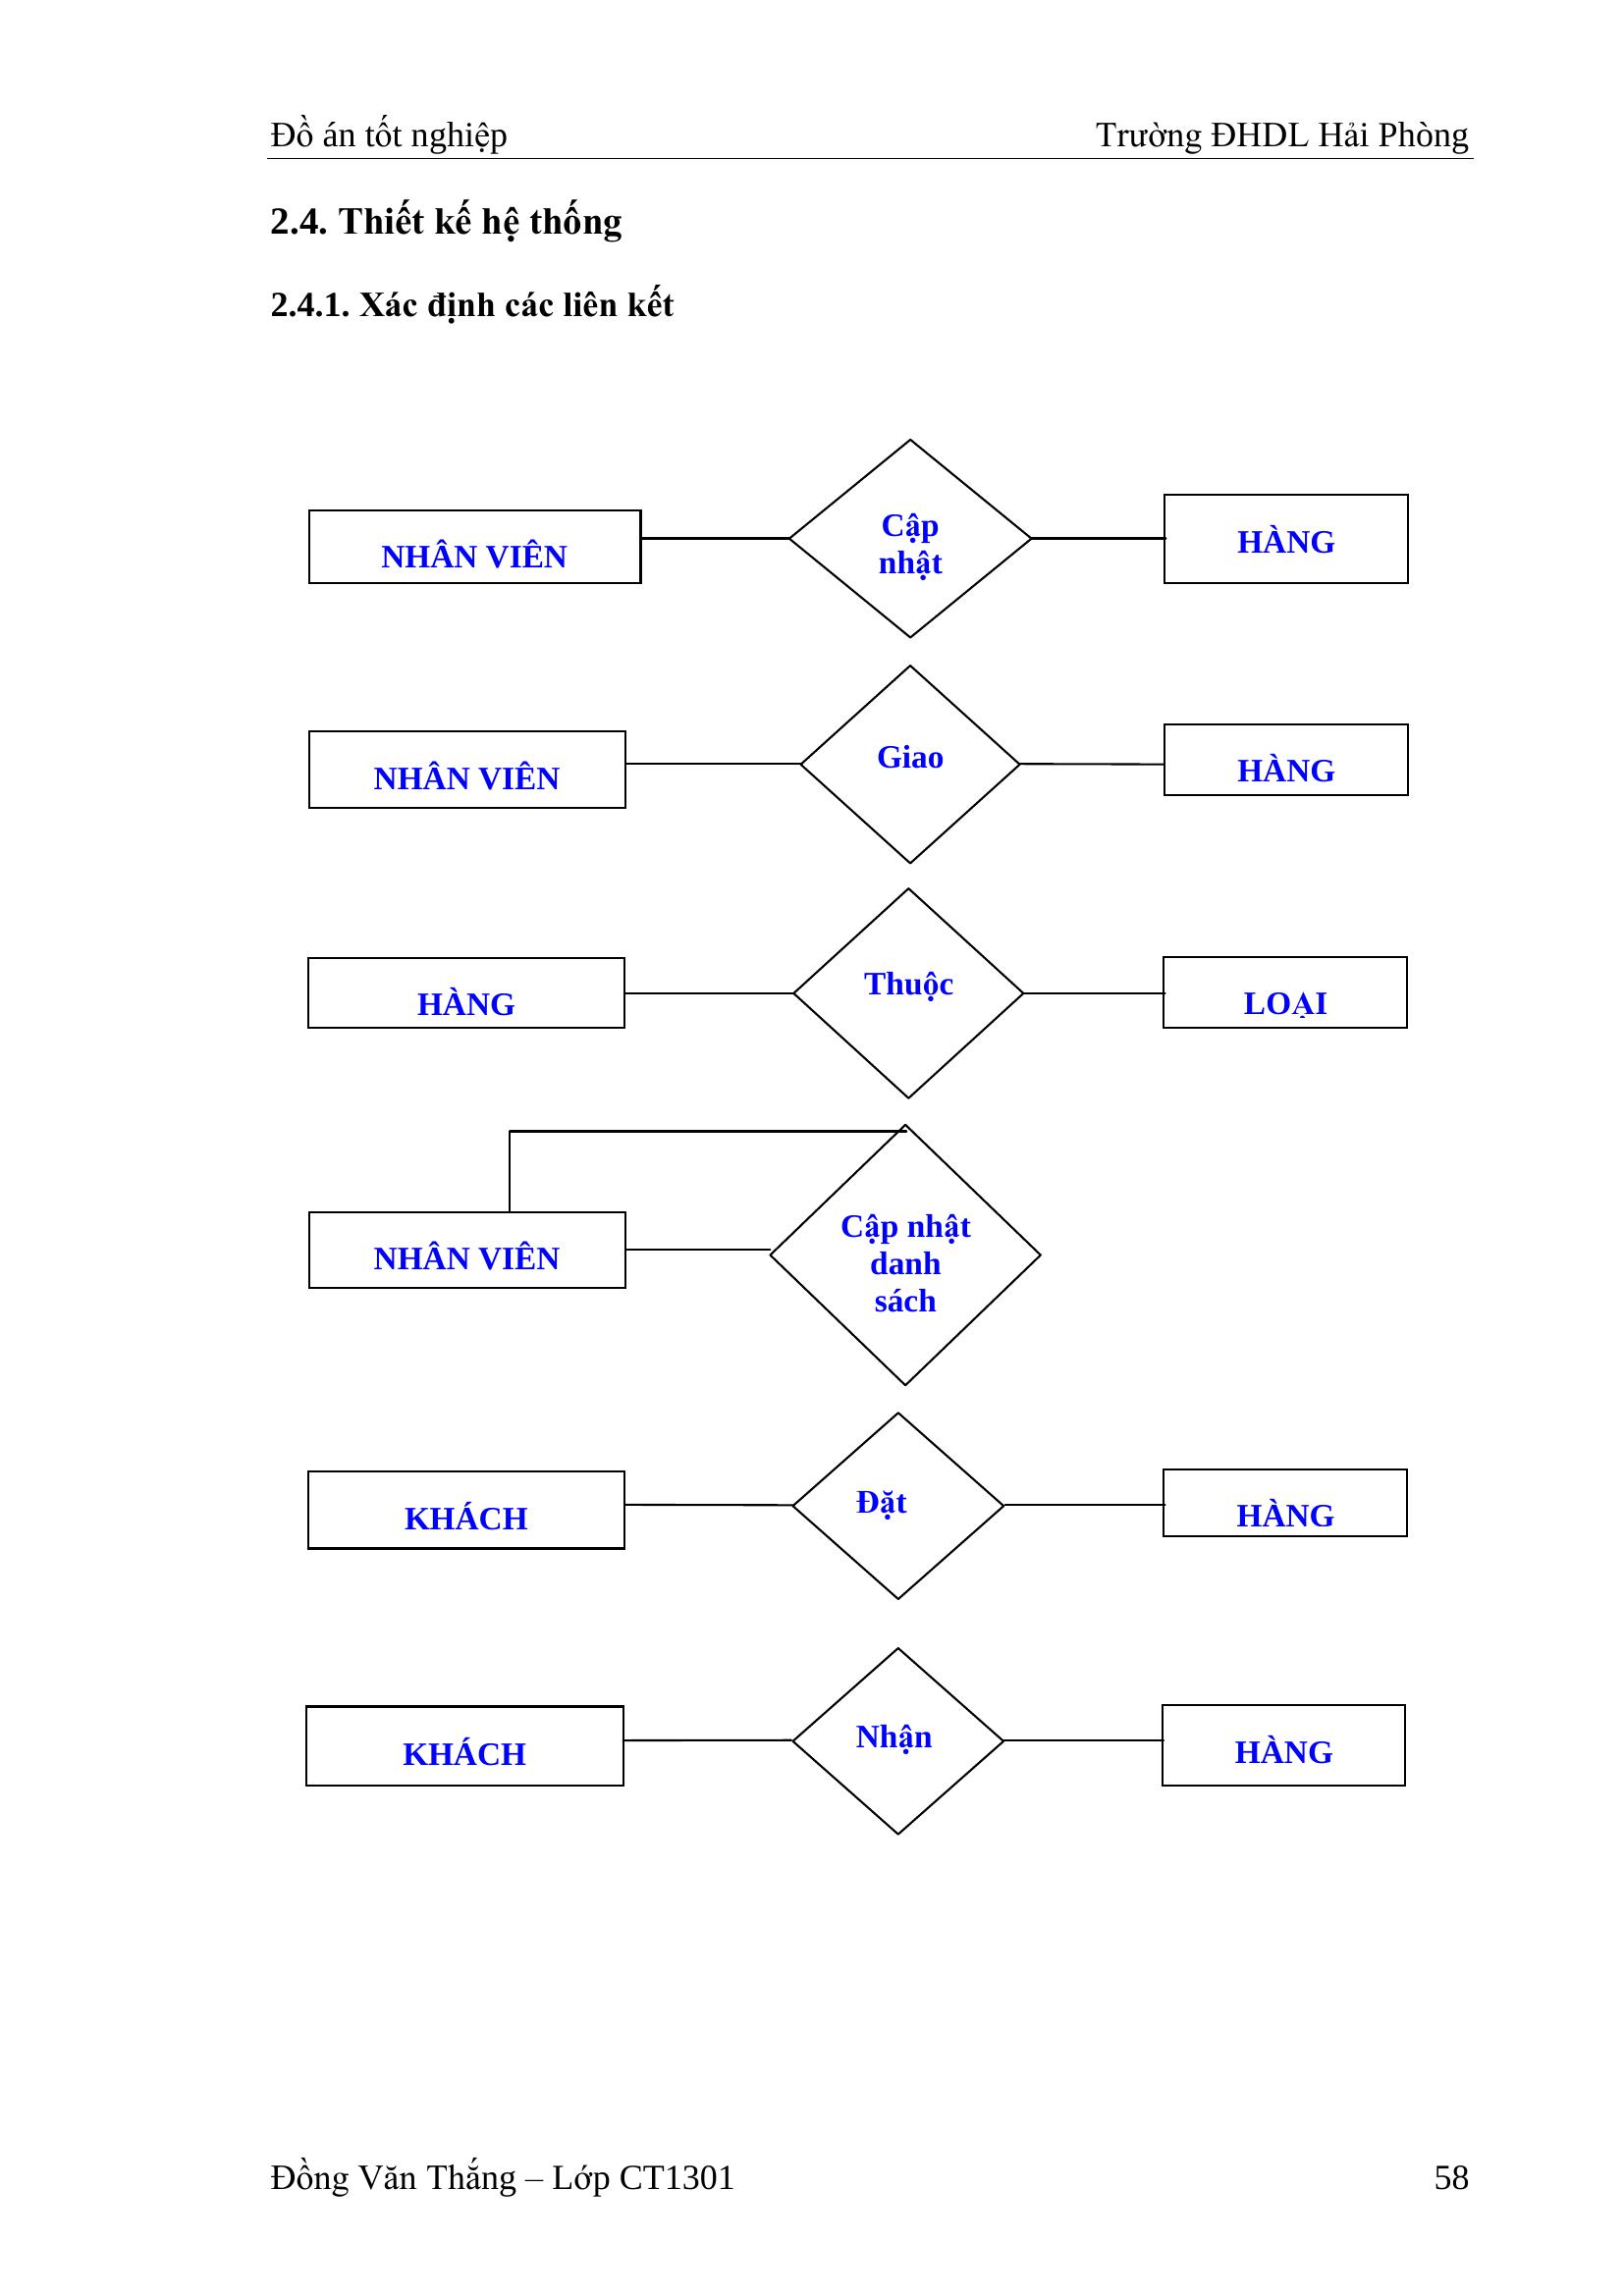 Đồ án tốt nghiệp Trường ĐHDL Hải Phòng
2.4. Thiết kế hệ thống
2.4.1. Xác định các liên kết
Cập
nhật
NHÂN VIÊN
HÀNG
Giao
NHÂN VIÊN
HÀNG
Thuộc
HÀNG
LOẠI
Cập nhật
danh
sách
NHÂN VIÊN
Đặt
KHÁCH
HÀNG
Nhận
KHÁCH
HÀNG
Đồng Văn Thắng – Lớp CT1301 58